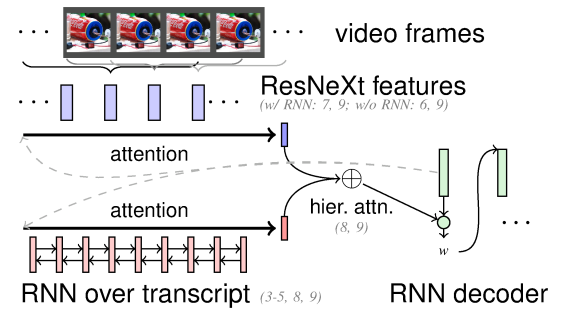 video frames
ResNeXt features
(w/ RNN: 7, 9; w/o RNN: 6, 9)
attention
attention
hier. attn.
(8, 9)
w
RNN over transcript (3-5, 8, 9)
RNN decoder